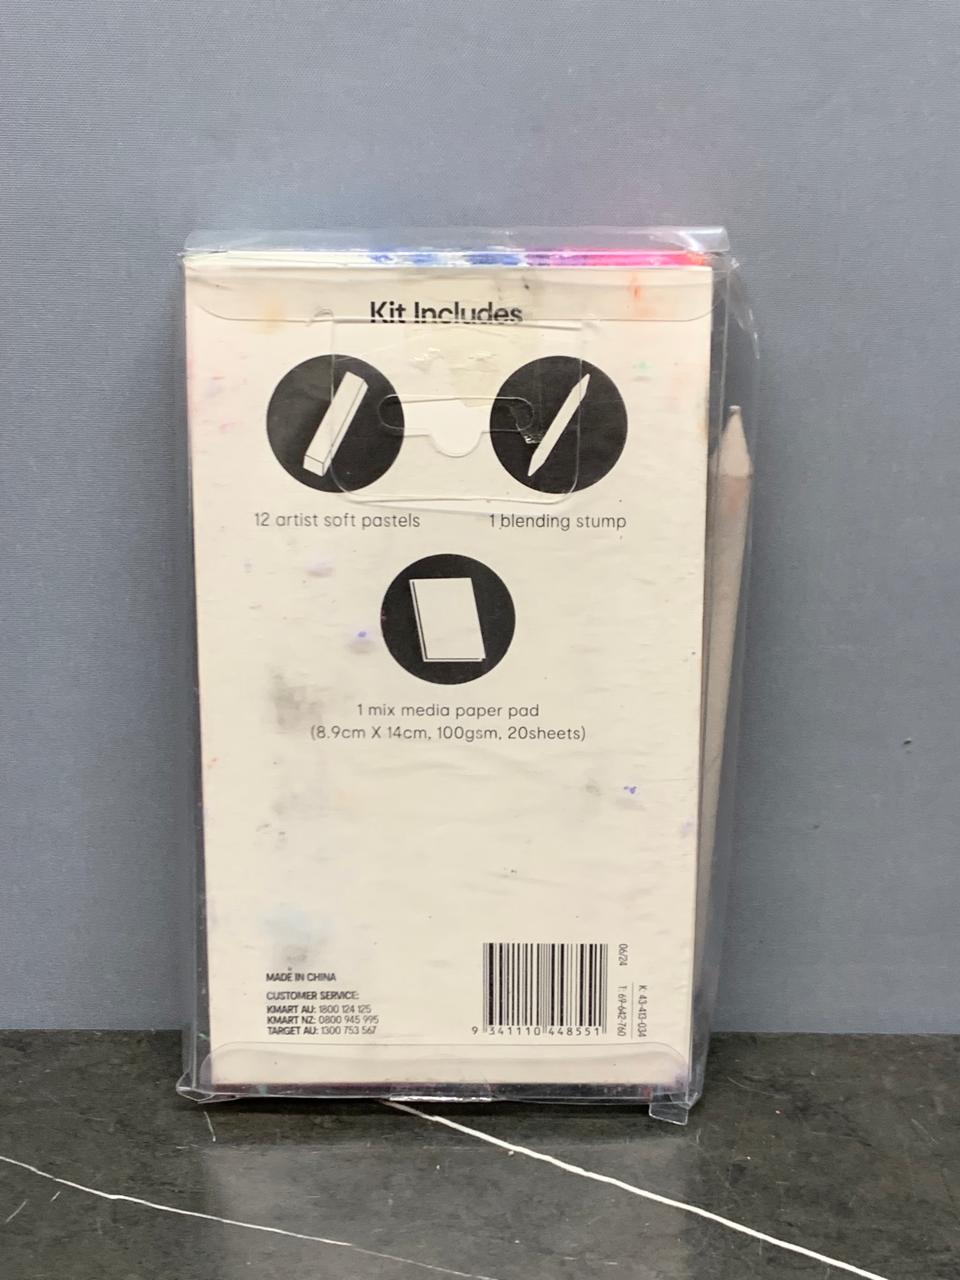 Kit Includes
12 artist soft pastels
1 blending stump
1 mix media paper pad
(8.9cm X 14cm, 100gsm, 20sheets)
MADE IN CHINA
CUSTOMER SERVICE:
KMART AU: 1800 124 125
KMART NZ: 0800 945 995
TARGET AU: 1300 753 567
9 341110 448551
06/24
K: 43-413-034
T: 69-642-760